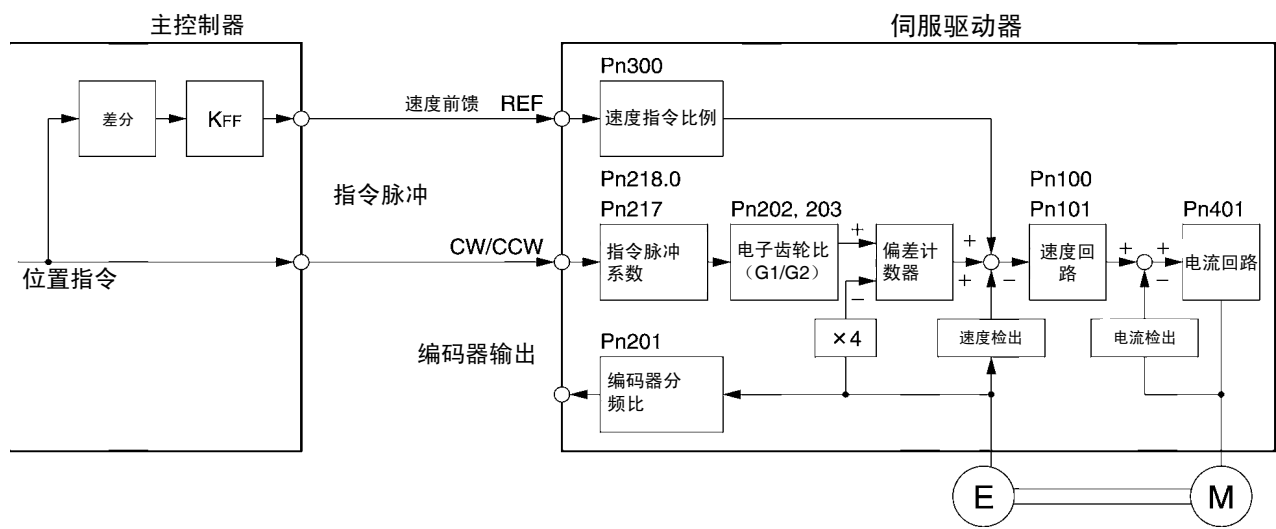 主控制器
伺服驱动器
Pn300
差分
KFF
速度前馈 REF
速度指令比例
指令脉冲
Pn218.0
Pn217
Pn202, 203
Pn100
Pn101
Pn401
位置指令
CW/CCW
指令脉冲
系数
电子齿轮比
（G1/G2）
+
−
偏差计
数器
+
+
−
速度回
路
+
+
−
电流回路
×4
速度检出
电流检出
编码器输出
Pn201
编码器分
频比
E
M